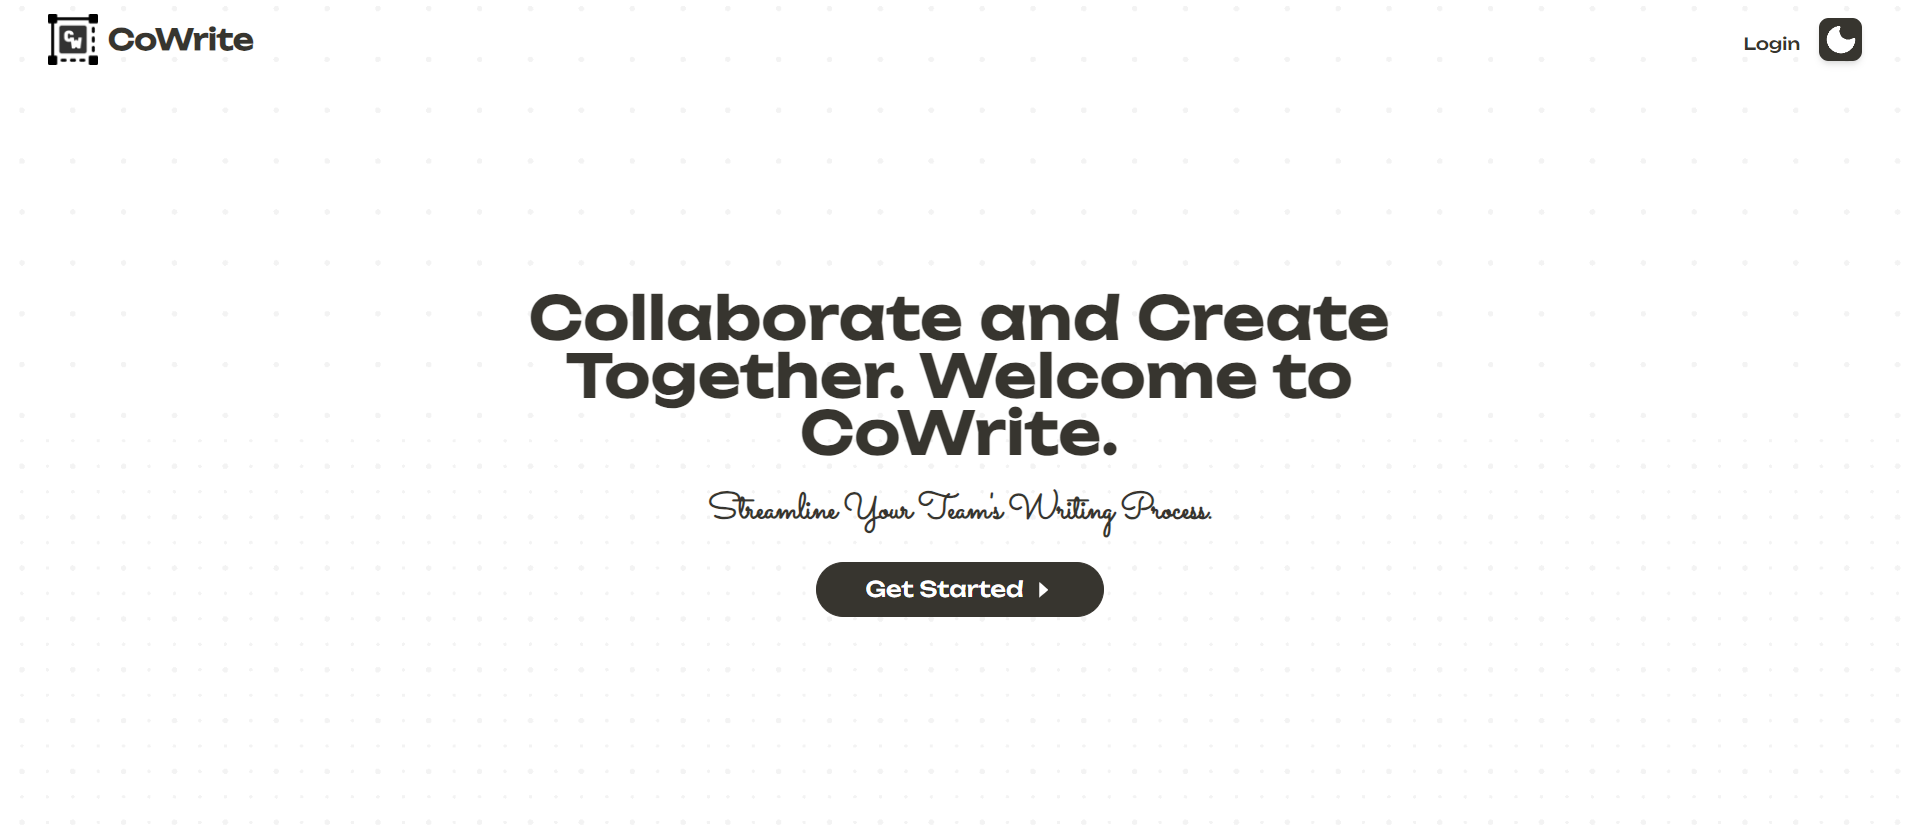 CW
CoWrite
Login
Collaborate and Create
Together. Welcome to
CoWrite.
Streamline Your Team's Writing Process.
Get Started